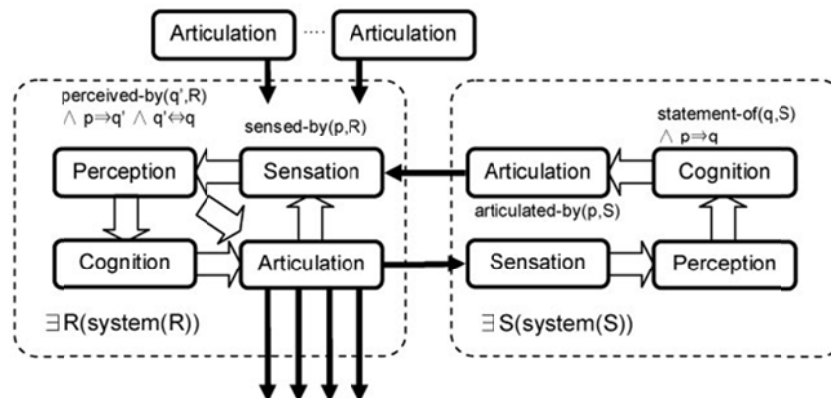 Articulation .... Articulation
perceived-by(q',R)
∧ p⇒q' ∧ q'⇔q
sensed-by(p,R)
statement-of(q,S)
∧ p⇒q
Perception
Sensation
Articulation
Cognition
articulated-by(p,S)
Cognition
Articulation
Sensation
Perception
∃R(system(R))
∃S(system(S))